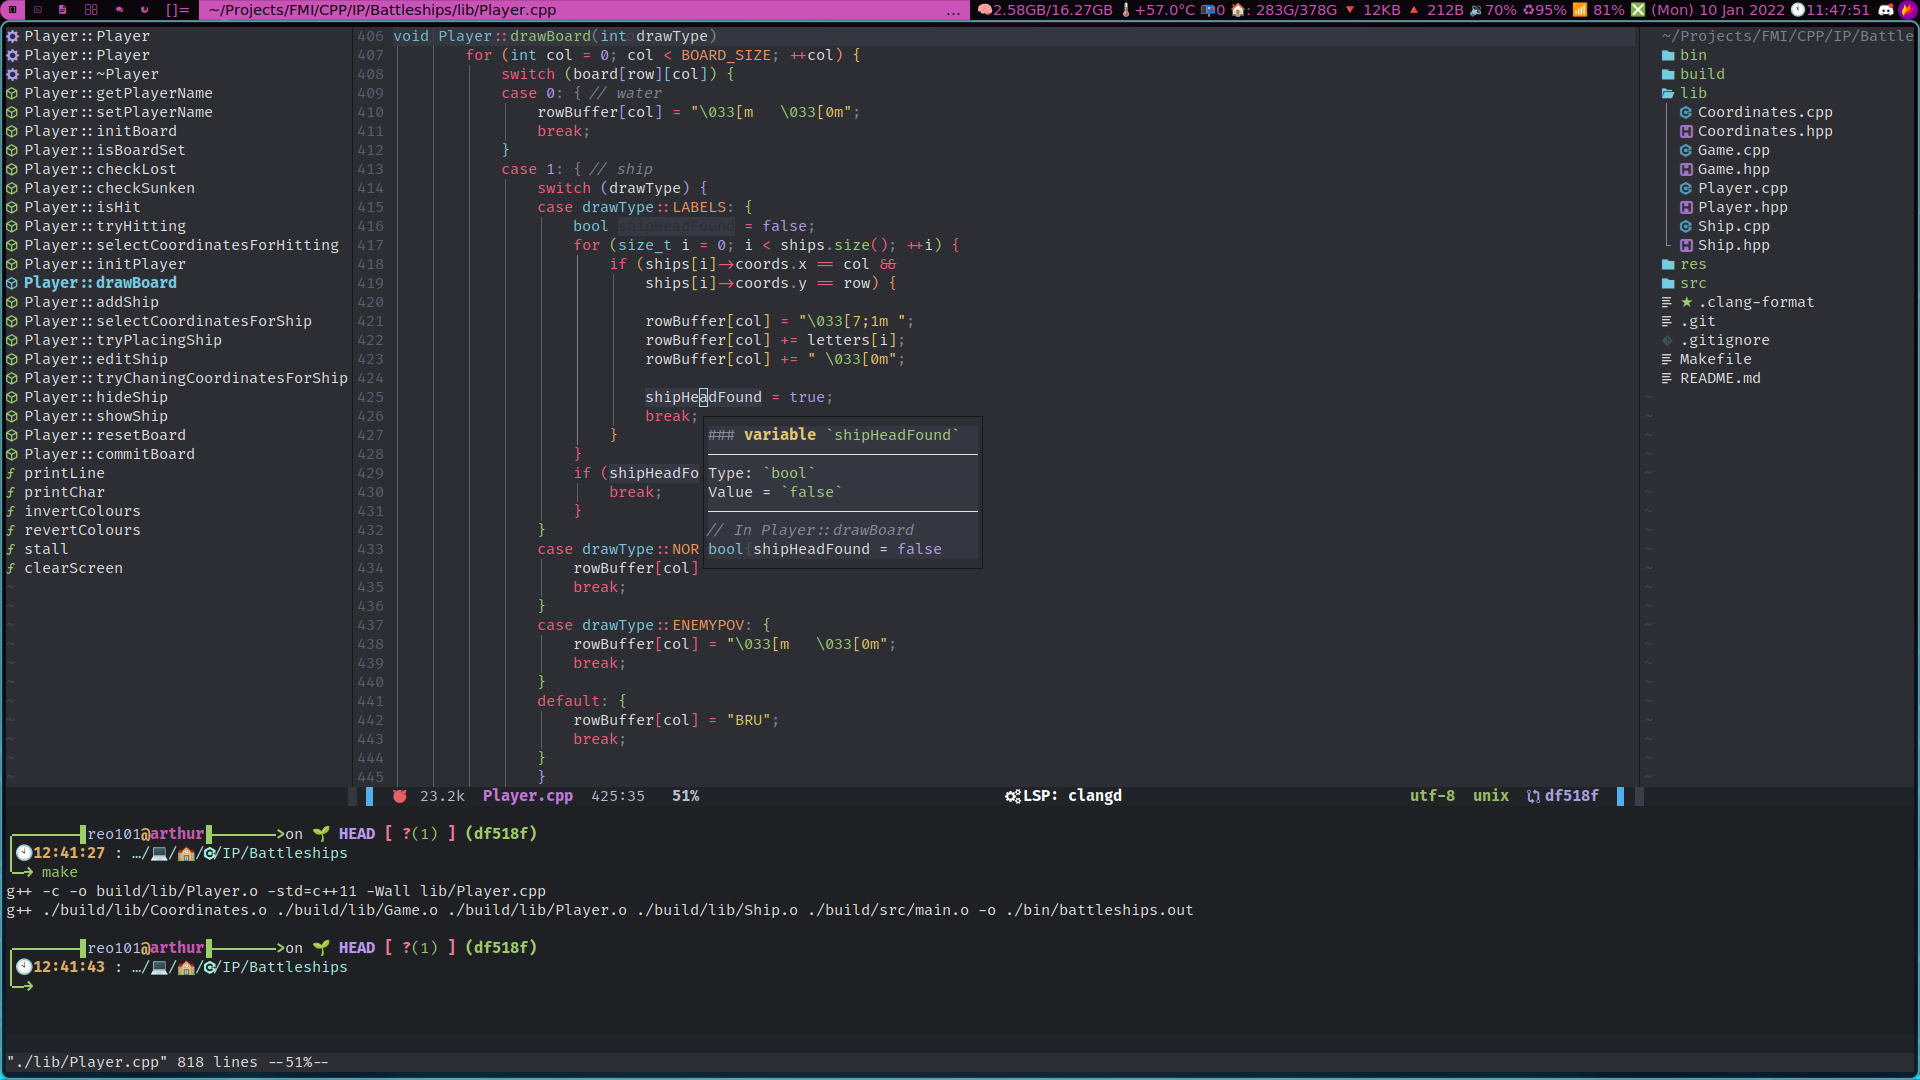 []= ~/Projects/FMI/CPP/IP/Battleships/lib/Player.cpp ... 2.58GB/16.27GB +57.0°C 0 : 283G/378G 12KB 212B 70% 95% 81% (Mon) 10 Jan 2022 11:47:51
Player::Player
Player::Player
Player::~Player
Player::getPlayerName
Player::setPlayerName
Player::initBoard
Player::isBoardSet
Player::checkLost
Player::checkSunken
Player::isHit
Player::tryHitting
Player::selectCoordinatesForHitting
Player::initPlayer
Player::drawBoard
Player::addShip
Player::selectCoordinatesForShip
Player::tryPlacingShip
Player::editShip
Player::tryChaningCoordinatesForShip
Player::hideShip
Player::showShip
Player::resetBoard
Player::commitBoard
printLine
printChar
invertColours
revertColours
stall
clearScreen
406 void Player::drawBoard(int drawType)
407 for (int col = 0; col < BOARD_SIZE; ++col) {
408 switch (board[row][col]) {
409 case 0: { // water
410 rowBuffer[col] = "\033[m   \033[0m";
411 break;
412 }
413 case 1: { // ship
414 switch (drawType) {
415 case drawType::LABELS: {
416 bool shipHeadFound = false;
417 for (size_t i = 0; i < ships.size(); ++i) {
418 if (ships[i]->coords.x == col &&
419 ships[i]->coords.y == row) {
420
421 rowBuffer[col] = "\033[7;1m ";
422 rowBuffer[col] += letters[i];
423 rowBuffer[col] += " \033[0m";
424
425 shipHeadFound = true;
426 break;
427 }
428 }
429 if (shipHeadFo
430 break;
431 }
432 }
433 case drawType::NOR
434 rowBuffer[col]
435 break;
436 }
437 case drawType::ENEMYPOV: {
438 rowBuffer[col] = "\033[m   \033[0m";
439 break;
440 }
441 default: {
442 rowBuffer[col] = "BRU";
443 break;
444 }
445 }
### variable `shipHeadFound`
Type: `bool`
Value = `false`
// In Player::drawBoard
bool shipHeadFound = false
~/Projects/FMI/CPP/IP/Battle
bin
build
lib
Coordinates.cpp
Coordinates.hpp
Game.cpp
Game.hpp
Player.cpp
Player.hpp
Ship.cpp
Ship.hpp
res
src
★ .clang-format
.git
.gitignore
Makefile
README.md
23.2k Player.cpp 425:35 51% LSP: clangd utf-8 unix df518f
reo101@arthur >on HEAD [ ?(1) ] (df518f)
12:41:27 : …/💻/🏫/C/IP/Battleships
make
g++ -c -o build/lib/Player.o -std=c++11 -Wall lib/Player.cpp
g++ ./build/lib/Coordinates.o ./build/lib/Game.o ./build/lib/Player.o ./build/lib/Ship.o ./build/src/main.o -o ./bin/battleships.out
reo101@arthur >on HEAD [ ?(1) ] (df518f)
12:41:43 : …/💻/🏫/C/IP/Battleships
"./lib/Player.cpp" 818 lines --51%--